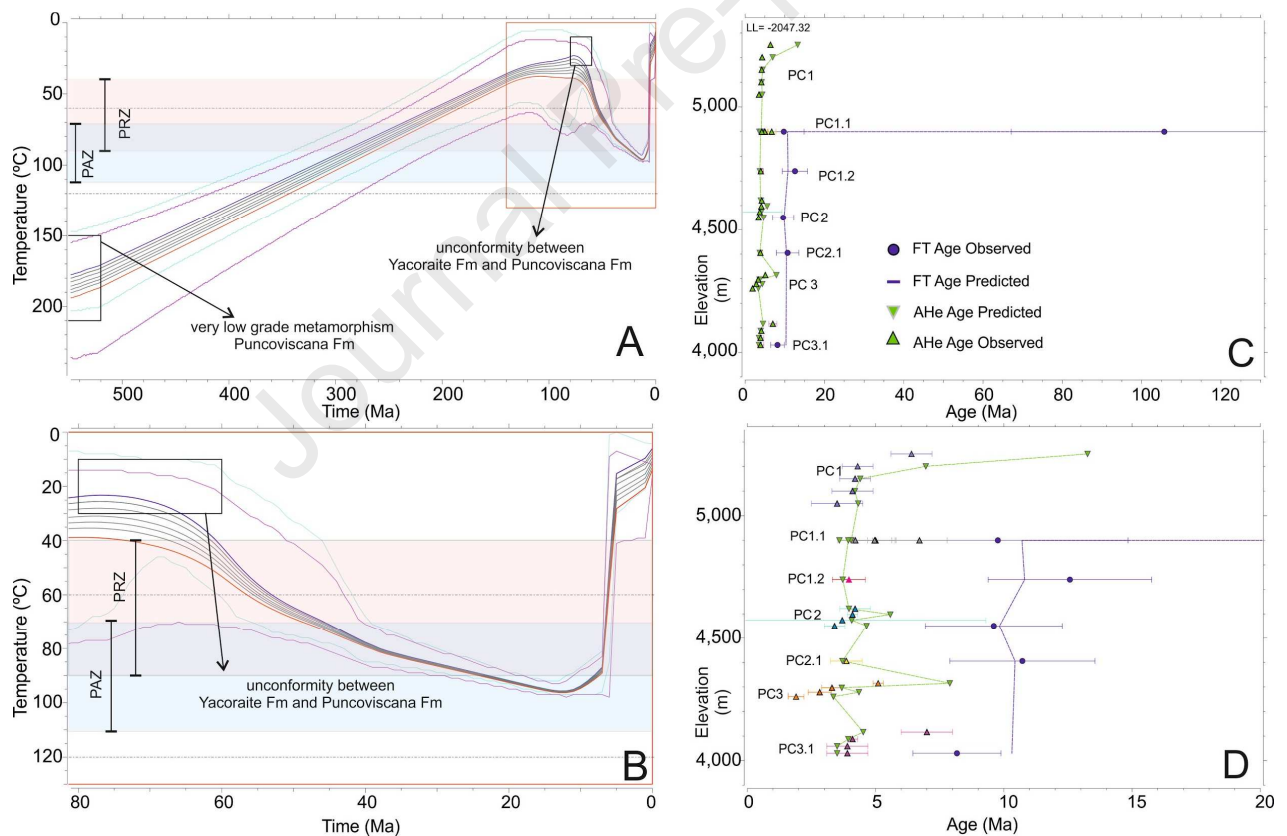 0
50
100
150
200
Temperature (ºC)
PRZ
PAZ
unconformity between
Yacoraite Fm and Puncoviscana Fm
very low grade metamorphism
Puncoviscana Fm
A
500
400
300
200
100
0
Time (Ma)
LL= -2047.32
PC1
PC1.1
PC1.2
PC2
PC2.1
PC 3
PC3.1
5,000
4,500
4,000
Elevation
(m)
FT Age Observed
FT Age Predicted
AHe Age Predicted
AHe Age Observed
C
0
20
40
60
80
100
120
Age (Ma)
Journal Pre-
0
20
40
60
80
100
120
Temperature (ºC)
PRZ
PAZ
unconformity between
Yacoraite Fm and Puncoviscana Fm
B
80
60
40
20
0
Time (Ma)
PC1
PC1.1
PC1.2
PC2
PC2.1
PC3
PC3.1
5,000
4,500
4,000
Elevation
(m)
D
0
5
10
15
20
Age (Ma)